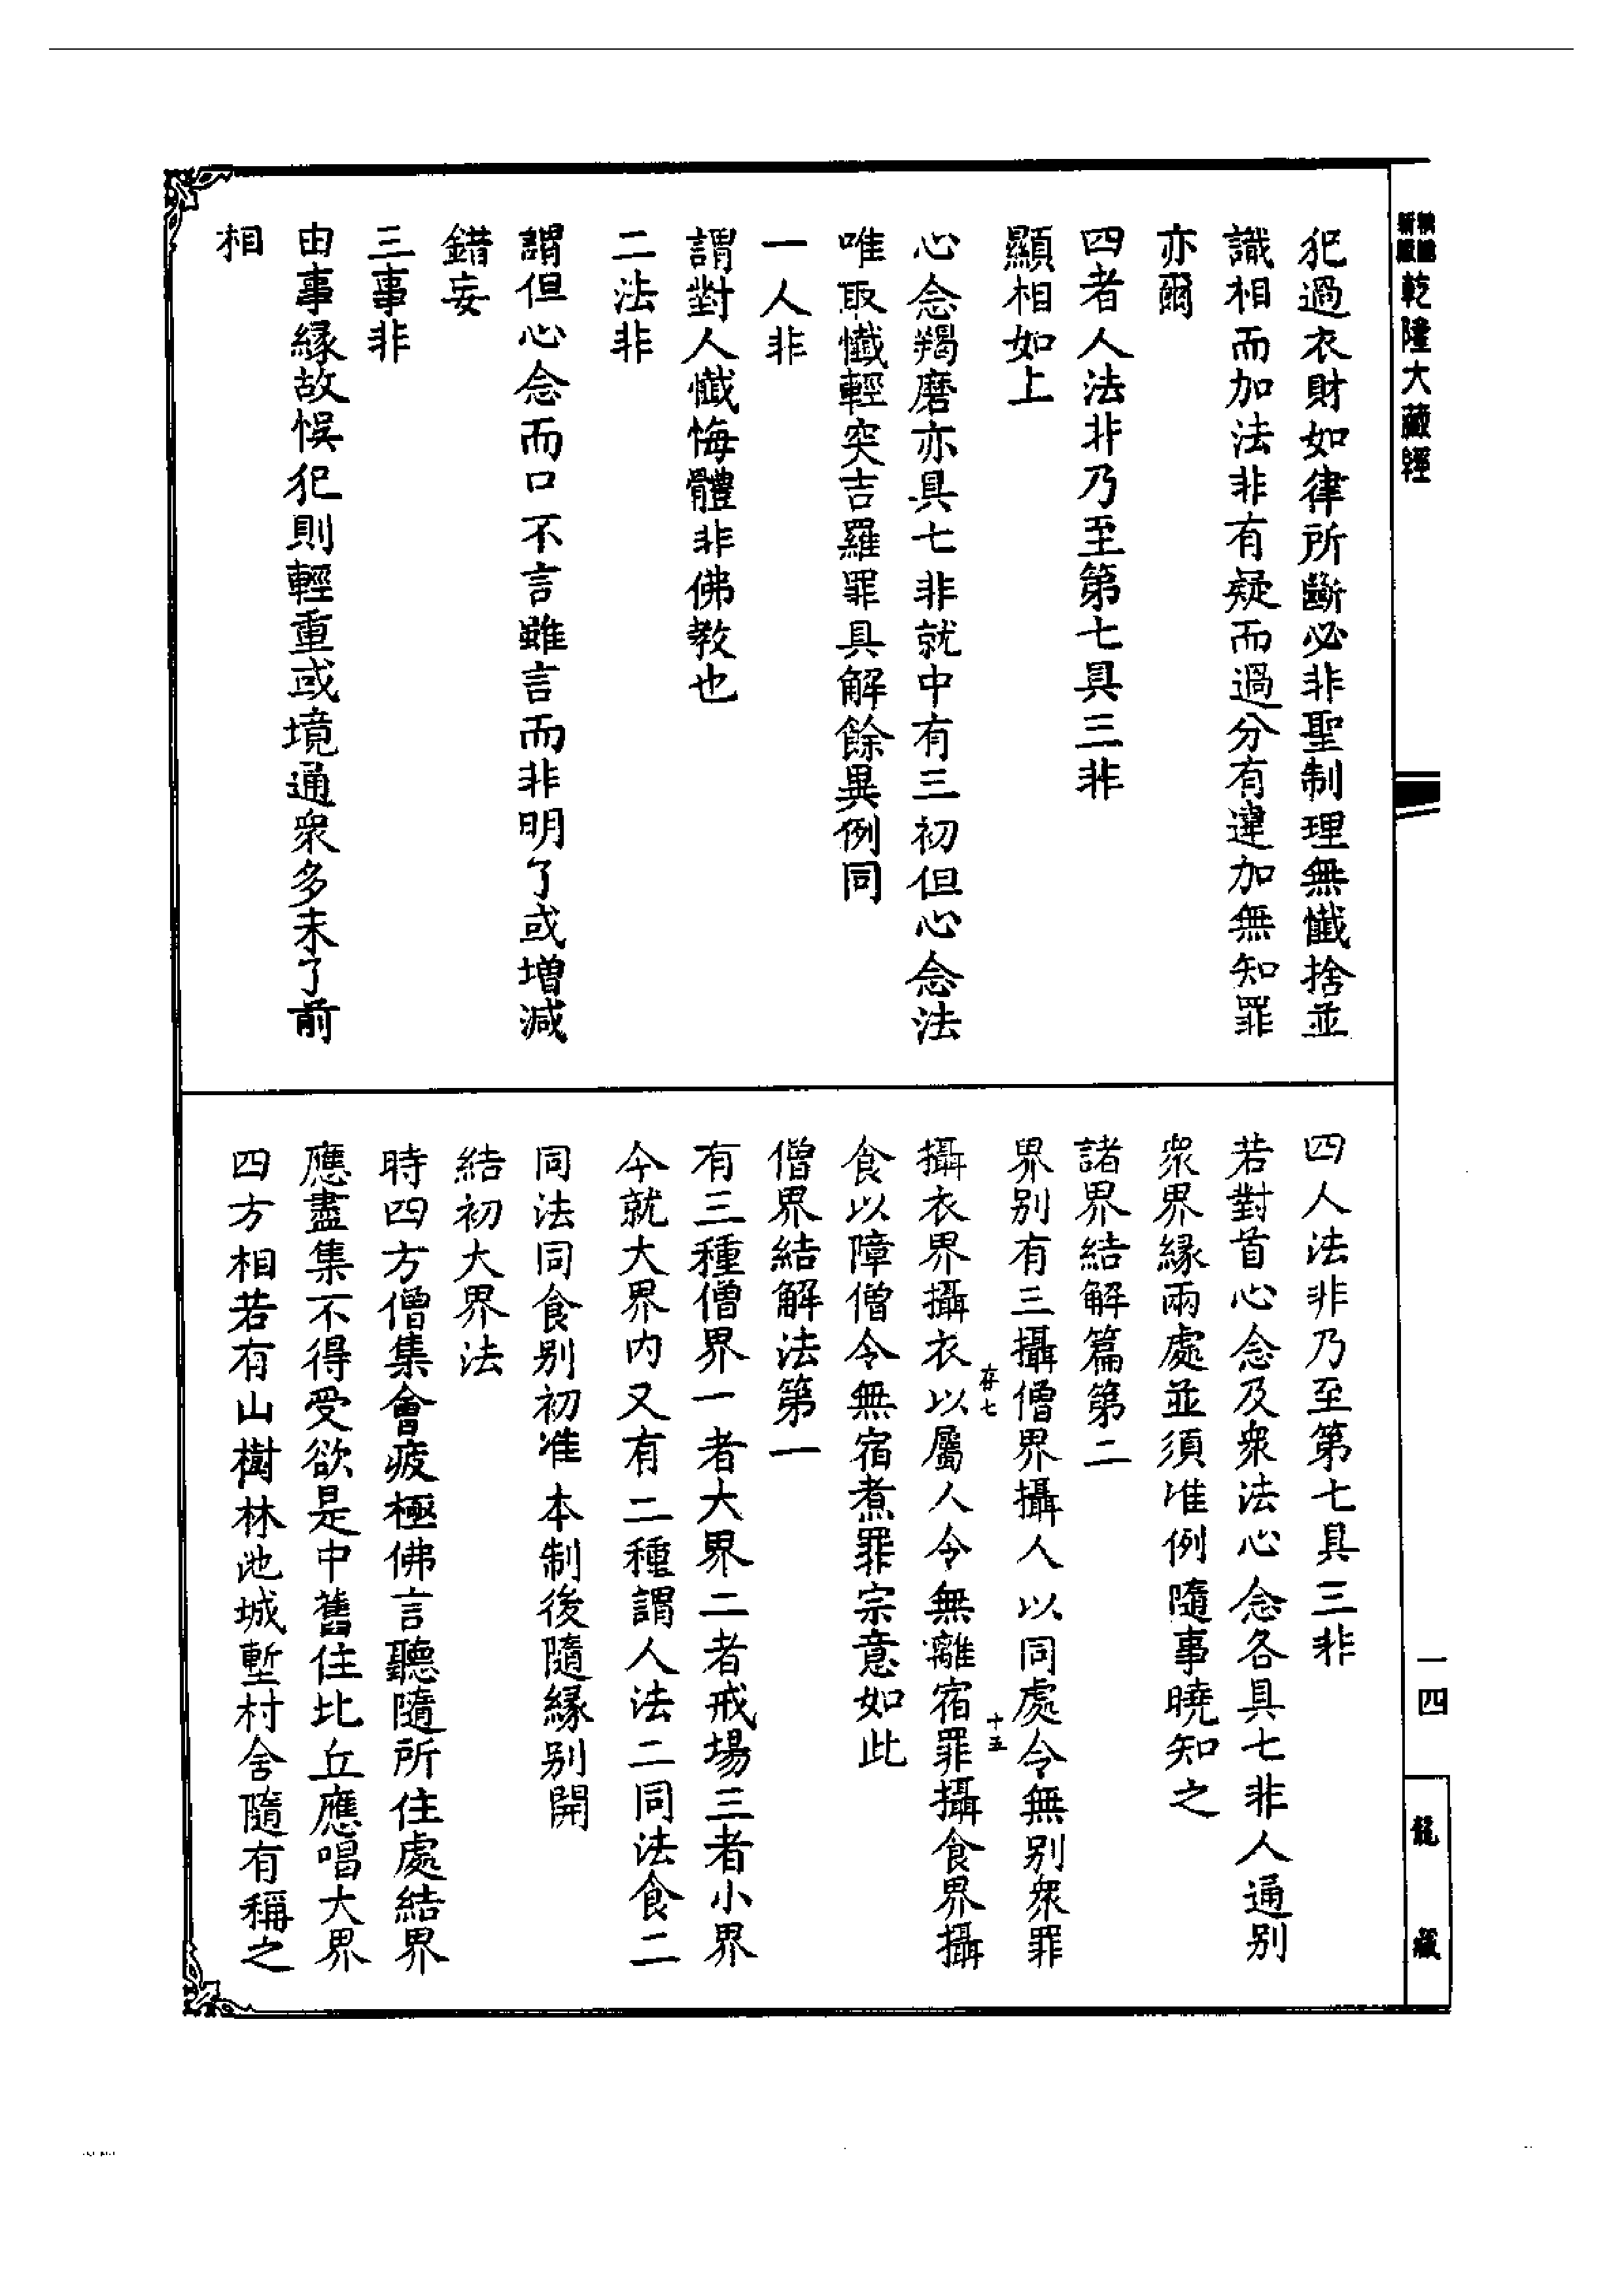 乾隆大藏經
犯過衣財如律所斷必非聖制理無懺捨並
識相而加法非有疑而過分有違加無知罪
亦爾
四者人法非乃至第七具三非
顯相如上
心念羯磨亦具七非就中有三初但心念法
唯取懺輕突吉羅罪具解餘異例同
一人非
謂對人懺悔體非佛教也
二法非
謂但心念而口不言雖言而非明了或增減
錯妄
三事非
由事緣故悞犯則輕重或境通衆多未了前
相
四人法非乃至第七具三非
若對首心念及衆法心念各具七非人通別
衆界緣兩處並須准例隨事曉知之
諸界結解篇第二
界別有三攝僧界攝人以同處令無別衆罪
存七
十五
攝衣界攝衣以屬人令無離宿罪攝食界攝
食以障僧令無宿煮罪宗意如此
僧界結解法第一
有三種僧界一者大界二者戒場三者小界
今就大界內又有二種謂人法二同法食二
同法同食別初准本制後隨緣別開
結初大界法
時四方僧集會疲極佛言聽隨所住處結界
應盡集不得受欲是中舊住比丘應唱大界
四方相若有山樹林池城塹村舍隨有稱之
一四
龍藏